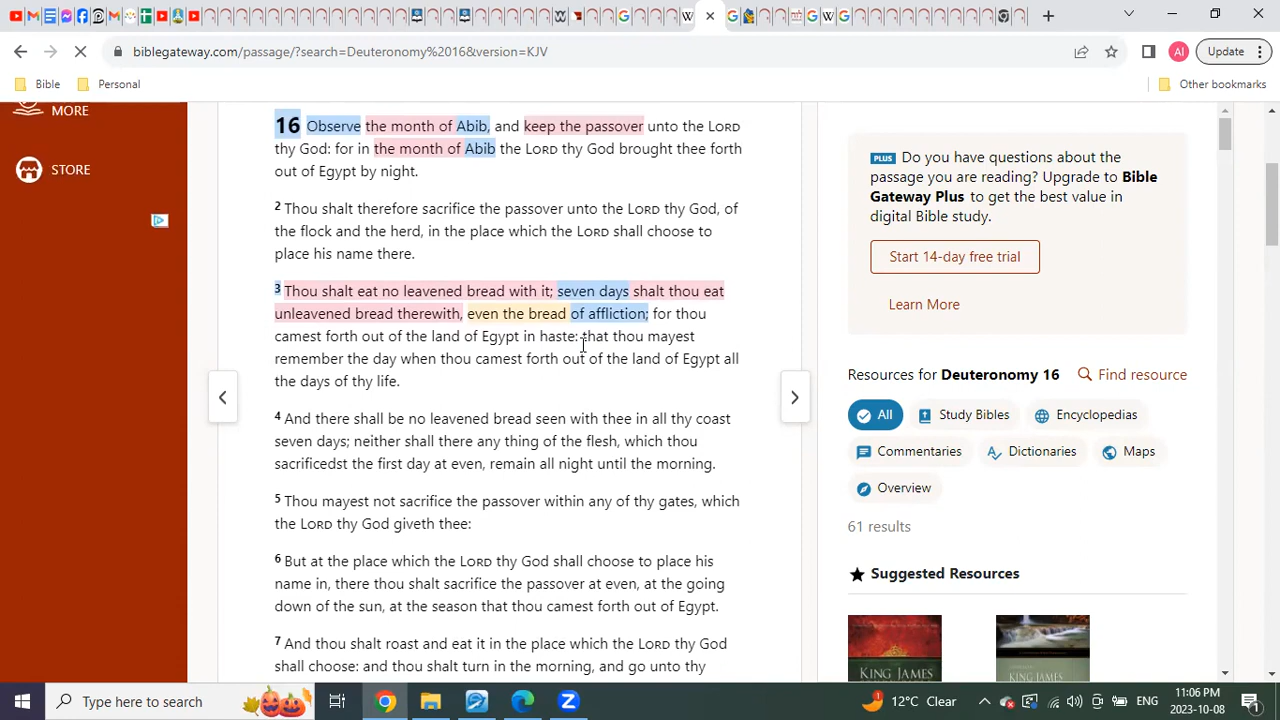 biblegateway.com/passage/?search=Deuteronomy%2016&version=KJV
AI
Update
Bible
Personal
Other bookmarks
MORE
STORE
16 Observe the month of Abib, and keep the passover unto the LORD
thy God: for in the month of Abib the LORD thy God brought thee forth
out of Egypt by night.
2 Thou shalt therefore sacrifice the passover unto the LORD thy God, of
the flock and the herd, in the place which the LORD shall choose to
place his name there.
3 Thou shalt eat no leavened bread with it; seven days shalt thou eat
unleavened bread therewith, even the bread of affliction; for thou
camest forth out of the land of Egypt in haste: that thou mayest
remember the day when thou camest forth out of the land of Egypt all
the days of thy life.
4 And there shall be no leavened bread seen with thee in all thy coast
seven days; neither shall there any thing of the flesh, which thou
sacrificedst the first day at even, remain all night until the morning.
5 Thou mayest not sacrifice the passover within any of thy gates, which
the LORD thy God giveth thee:
6 But at the place which the LORD thy God shall choose to place his
name in, there thou shalt sacrifice the passover at even, at the going
down of the sun, at the season that thou camest forth out of Egypt.
7 And thou shalt roast and eat it in the place which the LORD thy God
shall choose: and thou shalt turn in the morning, and go unto thy
PLUS Do you have questions about the
passage you are reading? Upgrade to Bible
Gateway Plus to get the best value in
digital Bible study.
Start 14-day free trial
Learn More
Resources for Deuteronomy 16
Find resource
All
Study Bibles
Encyclopedias
Commentaries
Dictionaries
Maps
Overview
61 results
Suggested Resources
KING JAMES
KING JAMES
Type here to search
1
12°C Clear
ENG
11:06 PM
2023-10-08
1